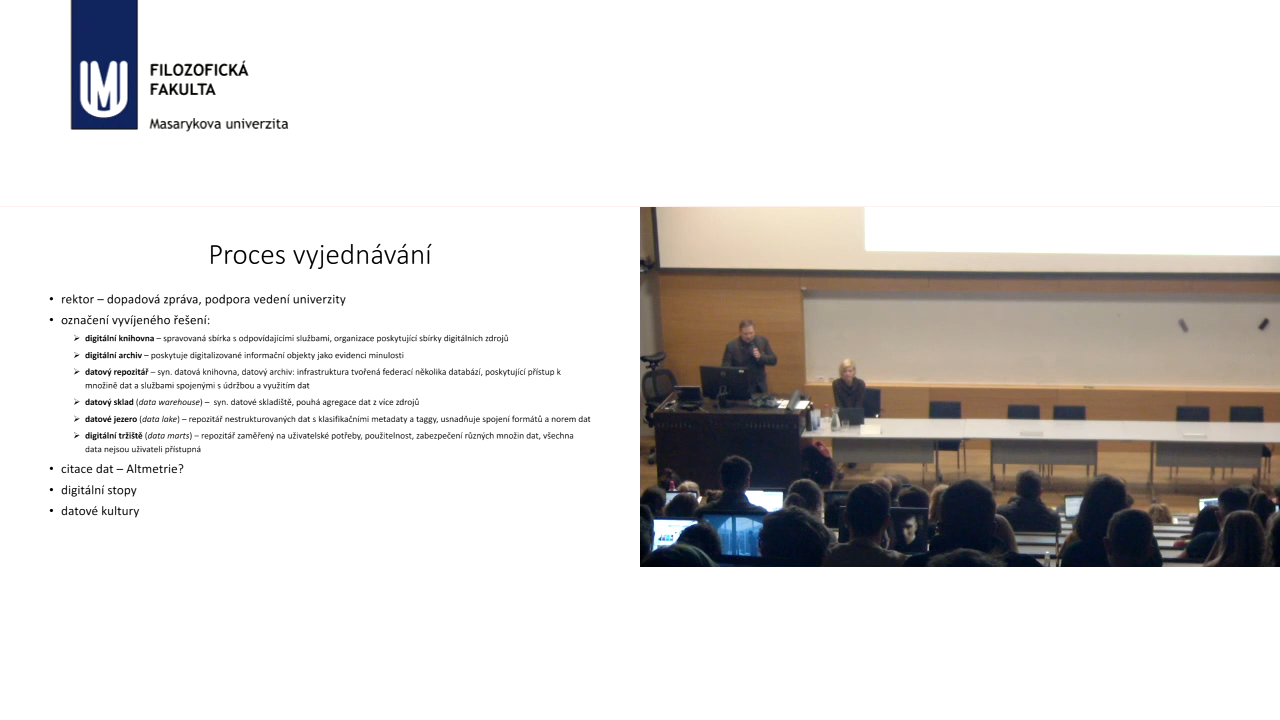 FILOZOFICKÁ
FAKULTA
Masarykova univerzita
Proces vyjednávání
• rektor – dopadová zpráva, podpora vedení univerzity
• označení vyvíjeného řešení:
➢ digitální knihovna – spravovaná sbírka s odpovídajícími službami, organizace poskytující sbírky digitálních zdrojů
➢ digitální archiv – poskytuje digitalizované informační objekty jako evidenci minulosti
➢ datový repozitář – syn. datová knihovna, datový archiv: infrastruktura tvořená federací několika databází, poskytující přístup k
množině dat a službami spojenými s údržbou a využitím dat
➢ datový sklad (data warehouse) – syn. datové skladiště, pouhá agregace dat z více zdrojů
➢ datové jezero (data lake) – repozitář nestrukturovaných dat s klasifikačními metadaty a taggy, usnadňuje spojení formátů a norem dat
➢ digitální tržiště (data marts) – repozitář zaměřený na uživatelské potřeby, použitelnost, zabezpečení různých množin dat, všechna
data nejsou uživateli přístupná
• citace dat – Altmetrie?
• digitální stopy
• datové kultury